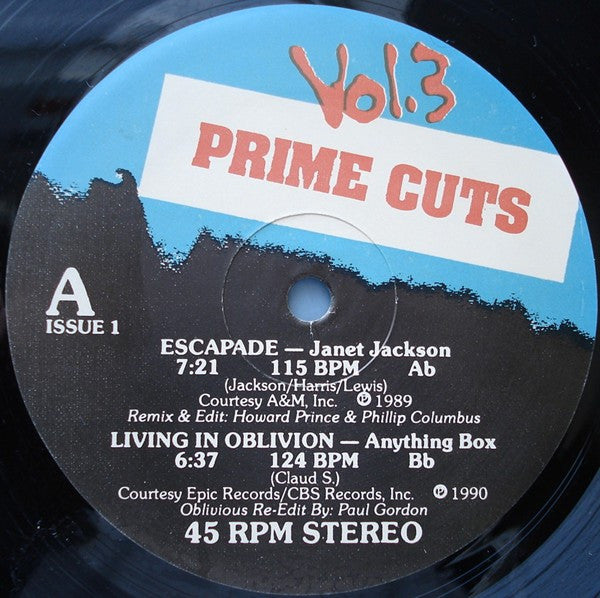 Vol.3
PRIME CUTS
A
ISSUE 1
ESCAPADE — Janet Jackson
7:21 115 BPM Ab
(Jackson/Harris/Lewis)
Courtesy A&M, Inc. ℗ 1989
Remix & Edit: Howard Prince & Phillip Columbus
LIVING IN OBLIVION — Anything Box
6:37 124 BPM Bb
(Claud S.)
Courtesy Epic Records/CBS Records, Inc. ℗ 1990
Oblivious Re-Edit By: Paul Gordon
45 RPM STEREO